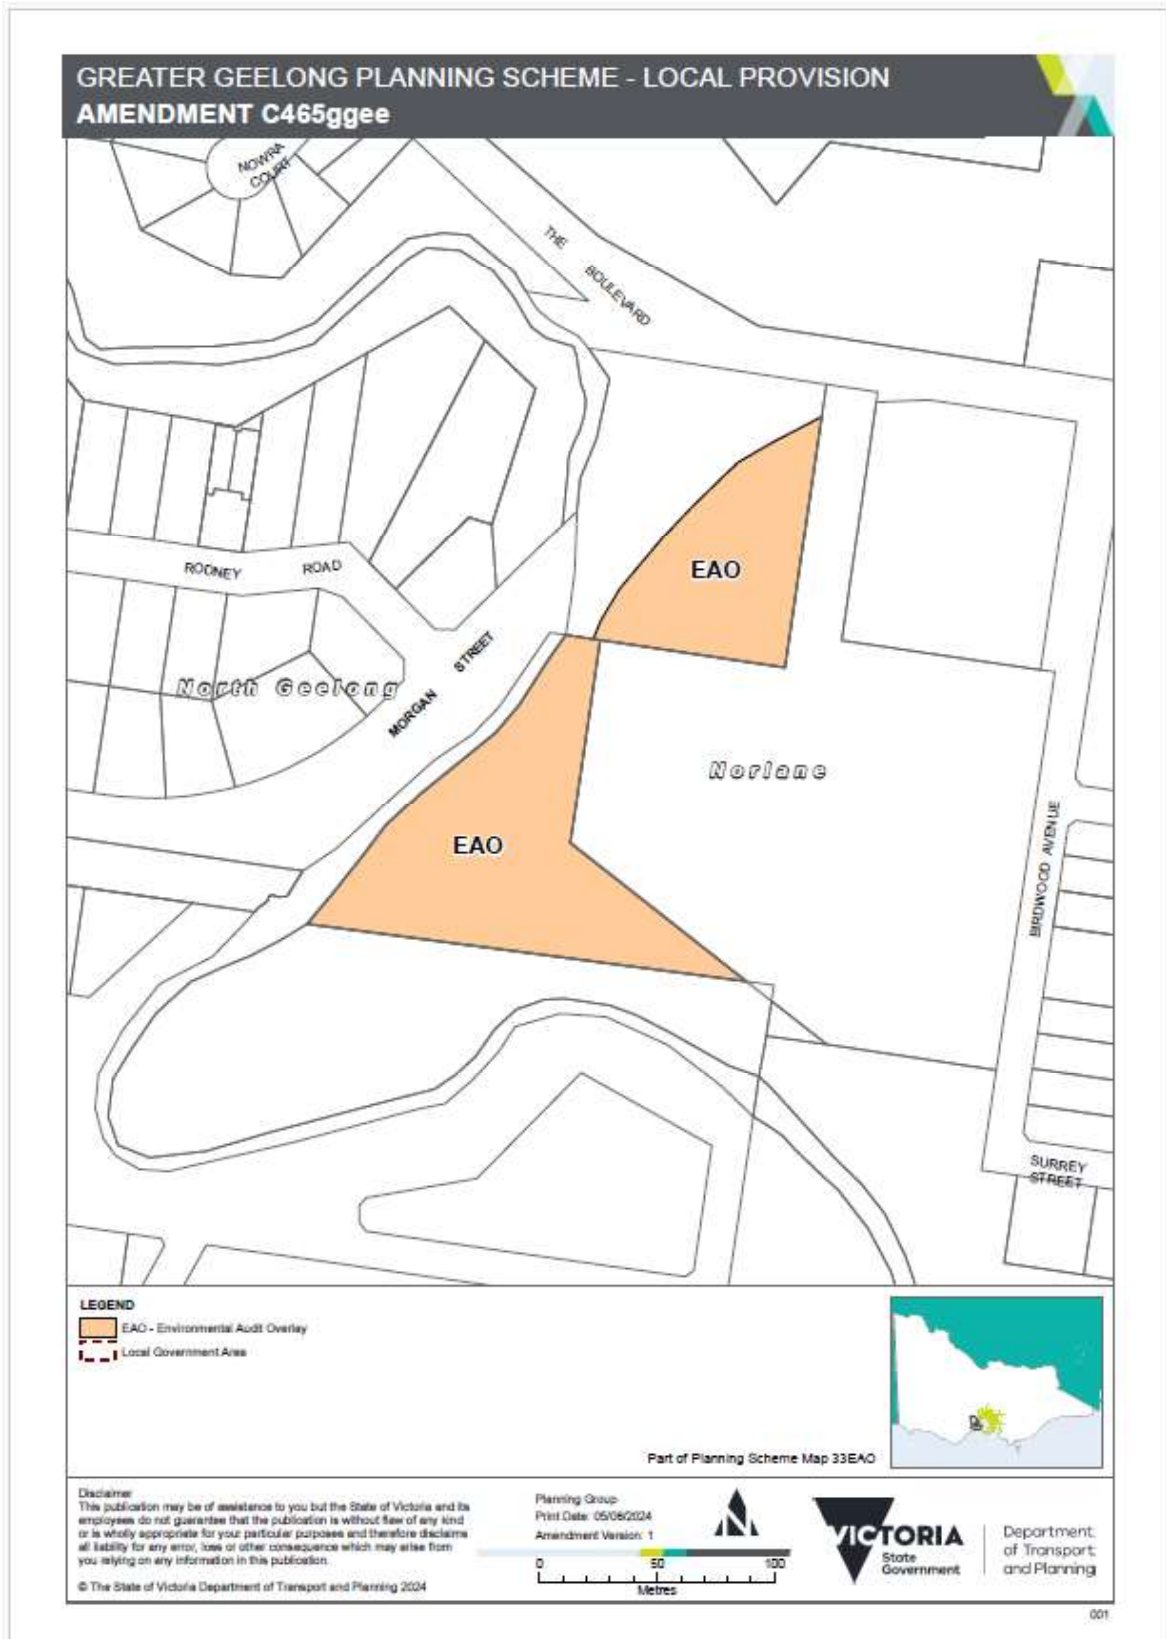 GREATER GEELONG PLANNING SCHEME - LOCAL PROVISION
AMENDMENT C465ggee
NOWRA
COURT
THE BOULEVARD
EAO
RODNEY ROAD
MORGAN STREET
North Geelong
Norlane
EAO
BIRDWOOD AVENUE
SURREY
STREET
LEGEND
EAO - Environmental Audit Overlay
Local Government Area
Part of Planning Scheme Map 33EAO
Disclaimer
This publication may be of assistance to you but the State of Victoria and its
employees do not guarantee that the publication is without flaw of any kind
or is wholly appropriate for your particular purposes and therefore disclaims
all liability for any error, loss or other consequence which may arise from
you relying on any information in this publication.
© The State of Victoria Department of Transport and Planning 2024
Planning Group
Print Date: 05/06/2024
Amendment Version: 1
N
0 50 100
Metres
VICTORIA
State
Government
Department
of Transport
and Planning
001